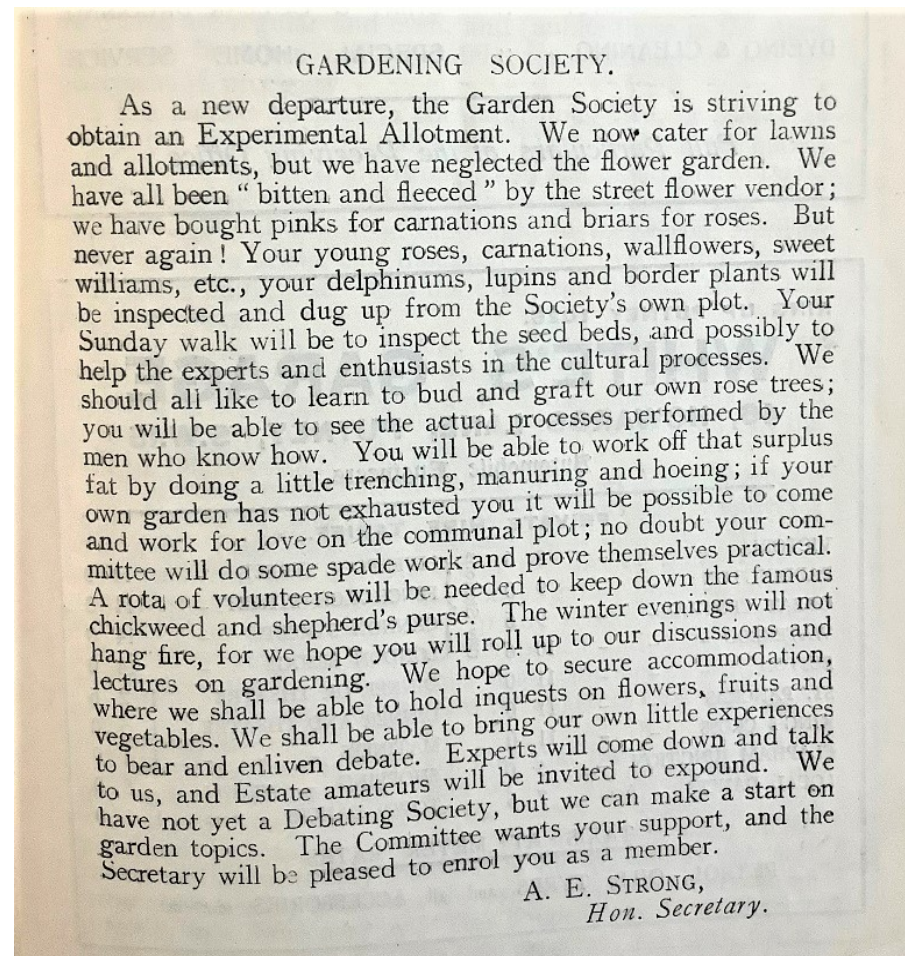 GARDENING SOCIETY.
As a new departure, the Garden Society is striving to
obtain an Experimental Allotment. We now cater for lawns
and allotments, but we have neglected the flower garden. We
have all been “ bitten and fleeced ” by the street flower vendor ;
we have bought pinks for carnations and briars for roses. But
never again ! Your young roses, carnations, wallflowers, sweet
williams, etc., your delphinums, lupins and border plants will
be inspected and dug up from the Society's own plot. Your
Sunday walk will be to inspect the seed beds, and possibly to
help the experts and enthusiasts in the cultural processes. We
should all like to learn to bud and graft our own rose trees ;
you will be able to see the actual processes performed by the
men who know how. You will be able to work off that surplus
fat by doing a little trenching, manuring and hoeing ; if your
own garden has not exhausted you it will be possible to come
and work for love on the communal plot ; no doubt your com-
mittee will do some spade work and prove themselves practical.
A rota of volunteers will be needed to keep down the famous
chickweed and shepherd's purse. The winter evenings will not
hang fire, for we hope you will roll up to our discussions and
lectures on gardening. We hope to secure accommodation,
where we shall be able to hold inquests on flowers, fruits and
vegetables. We shall be able to bring our own little experiences
to bear and enliven debate. Experts will come down and talk
to us, and Estate amateurs will be invited to expound. We
have not yet a Debating Society, but we can make a start on
garden topics. The Committee wants your support, and the
Secretary will be pleased to enrol you as a member.
A. E. STRONG,
Hon. Secretary.